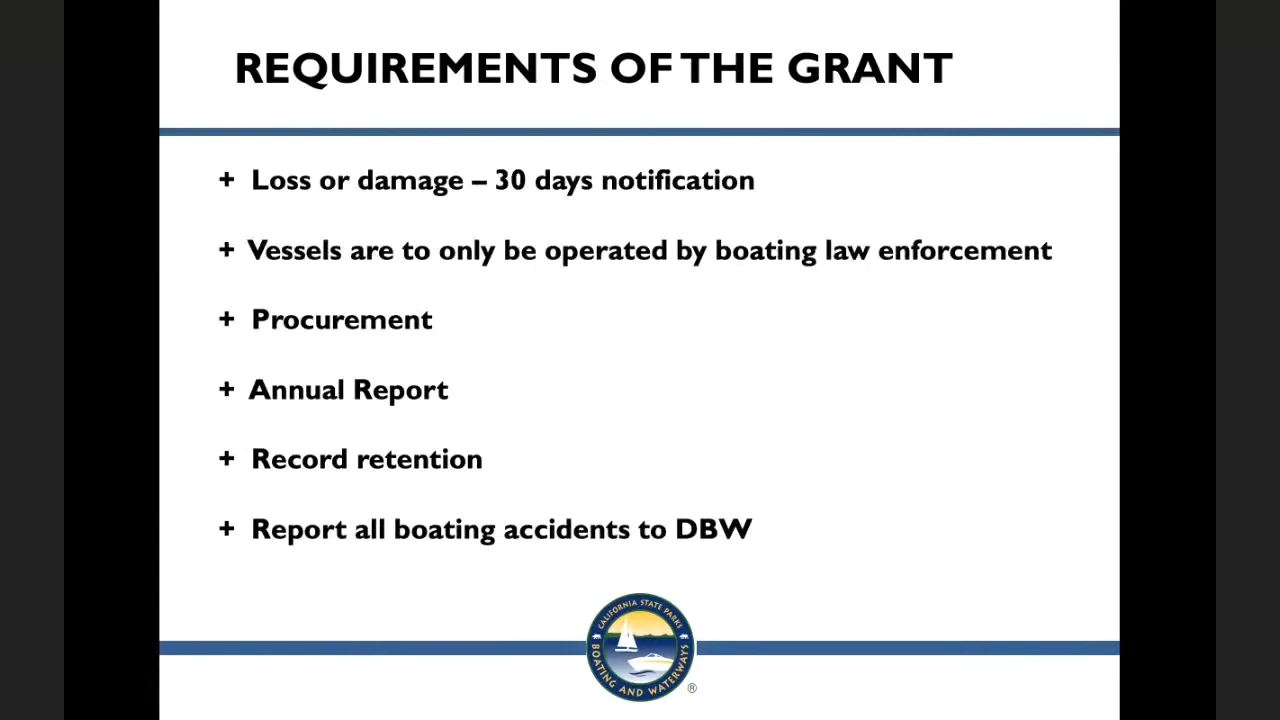 REQUIREMENTS OF THE GRANT
+ Loss or damage – 30 days notification
+ Vessels are to only be operated by boating law enforcement
+ Procurement
+ Annual Report
+ Record retention
+ Report all boating accidents to DBW
CALIFORNIA STATE PARKS
BOATING AND WATERWAYS
®